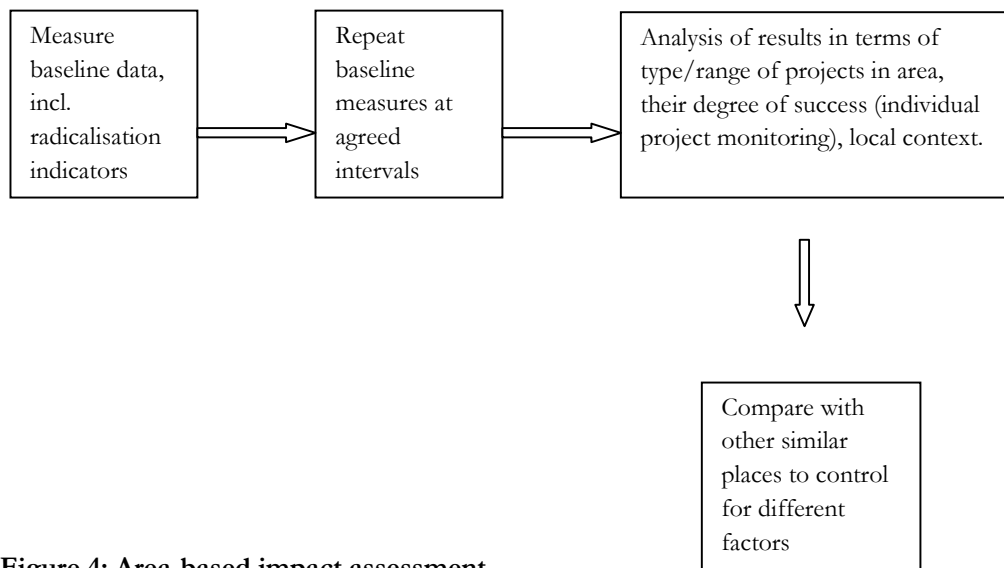 Measure
baseline data,
incl.
radicalisation
indicators
Repeat
baseline
measures at
agreed
intervals
Analysis of results in terms of
type/range of projects in area,
their degree of success (individual
project monitoring), local context.
Compare with
other similar
places to control
for different
factors
Figure 4: Area-based impact assessment